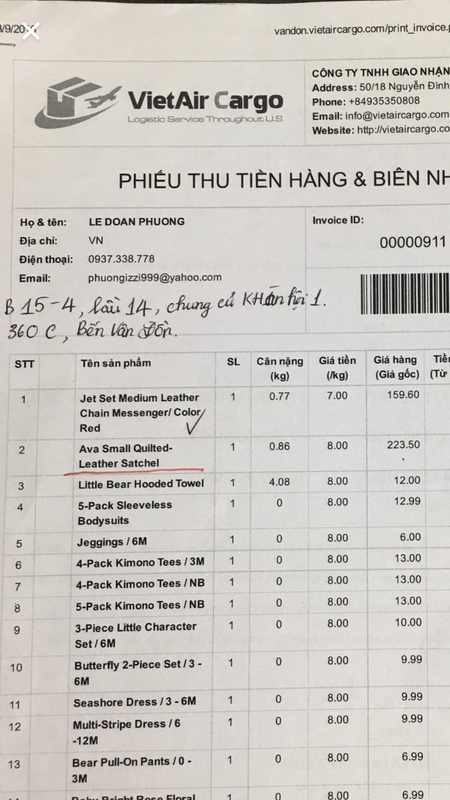 vandon.vietaircargo.com/print_invoice.p
VietAir Cargo
Logistic Service Throughout U.S
CÔNG TY TNHH GIAO NHẬN
Address: 50/18 Nguyễn Đình
Phone: +84935350808
Email: info@vietaircargo.com
Website: http://vietaircargo.co
PHIẾU THU TIỀN HÀNG & BIÊN NH
Họ & tên: LE DOAN PHUONG
Địa chỉ: VN
Điện thoại: 0937.338.778
Email: phuongizzi999@yahoo.com
Invoice ID:
00000911
B 15-4, lầu 14, chung cư Khánh hội 1.
360 C, Bến Vân Đồn.
STT Tên sản phẩm SL Cân nặng (kg) Giá tiền (/kg) Giá hàng (Giá gốc) Tiền (Từ
1 Jet Set Medium Leather Chain Messenger/ Color/ Red 1 0.77 7.00 159.60
2 Ava Small Quilted-Leather Satchel 1 0.86 8.00 223.50
3 Little Bear Hooded Towel 1 4.08 8.00 12.00
4 5-Pack Sleeveless Bodysuits 1 0 8.00 12.99
5 Jeggings / 6M 1 0 8.00 6.00
6 4-Pack Kimono Tees / 3M 1 0 8.00 13.00
7 4-Pack Kimono Tees / NB 1 0 8.00 13.00
8 5-Pack Kimono Tees / NB 1 0 8.00 13.00
9 3-Piece Little Character Set / 6M 1 0 8.00 10.00
10 Butterfly 2-Piece Set / 3 - 6M 1 0 8.00 9.99
11 Seashore Dress / 3 - 6M 1 0 8.00 9.99
12 Multi-Stripe Dress / 6 -12M 1 0 8.00 9.99
13 Bear Pull-On Pants / 0 - 3M 1 0 8.00 6.99
Baby Bright Rose Floral 1 0 8.00 6.99